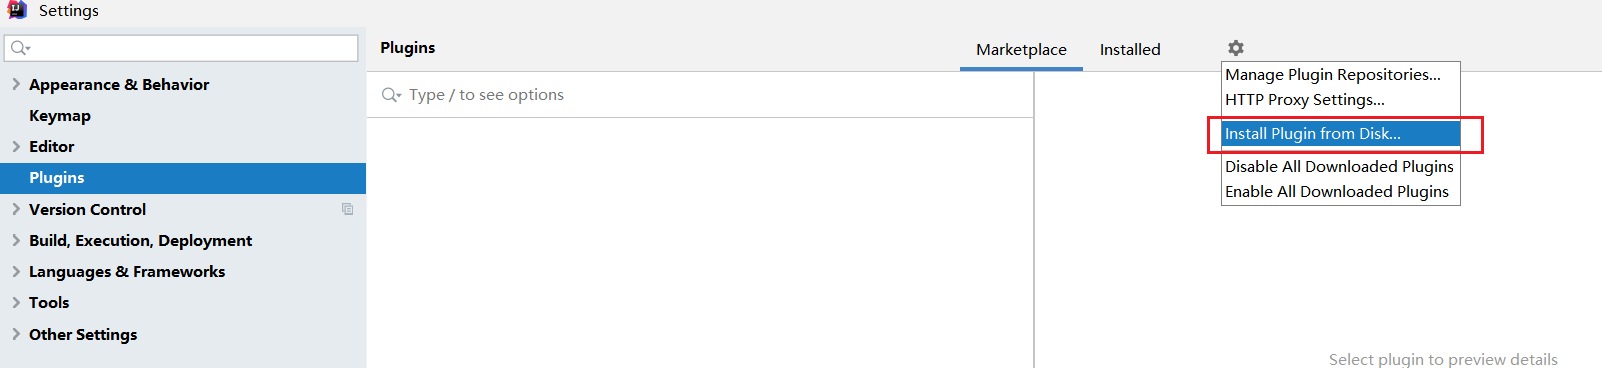 Settings
Appearance & Behavior
Keymap
Editor
Plugins
Version Control
Build, Execution, Deployment
Languages & Frameworks
Tools
Other Settings
Plugins
Marketplace Installed
Type / to see options
Manage Plugin Repositories...
HTTP Proxy Settings...
Install Plugin from Disk...
Disable All Downloaded Plugins
Enable All Downloaded Plugins
Select plugin to preview details